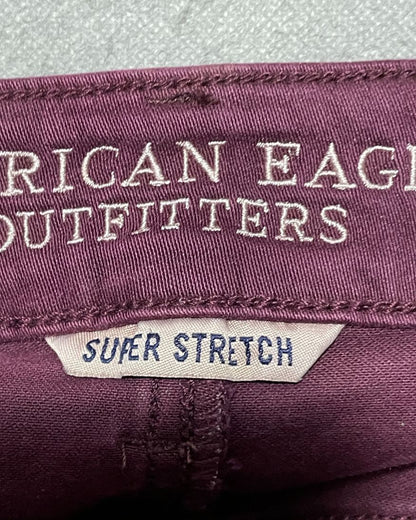 RICAN EAG
OUTFITTERS
SUPER STRETCH